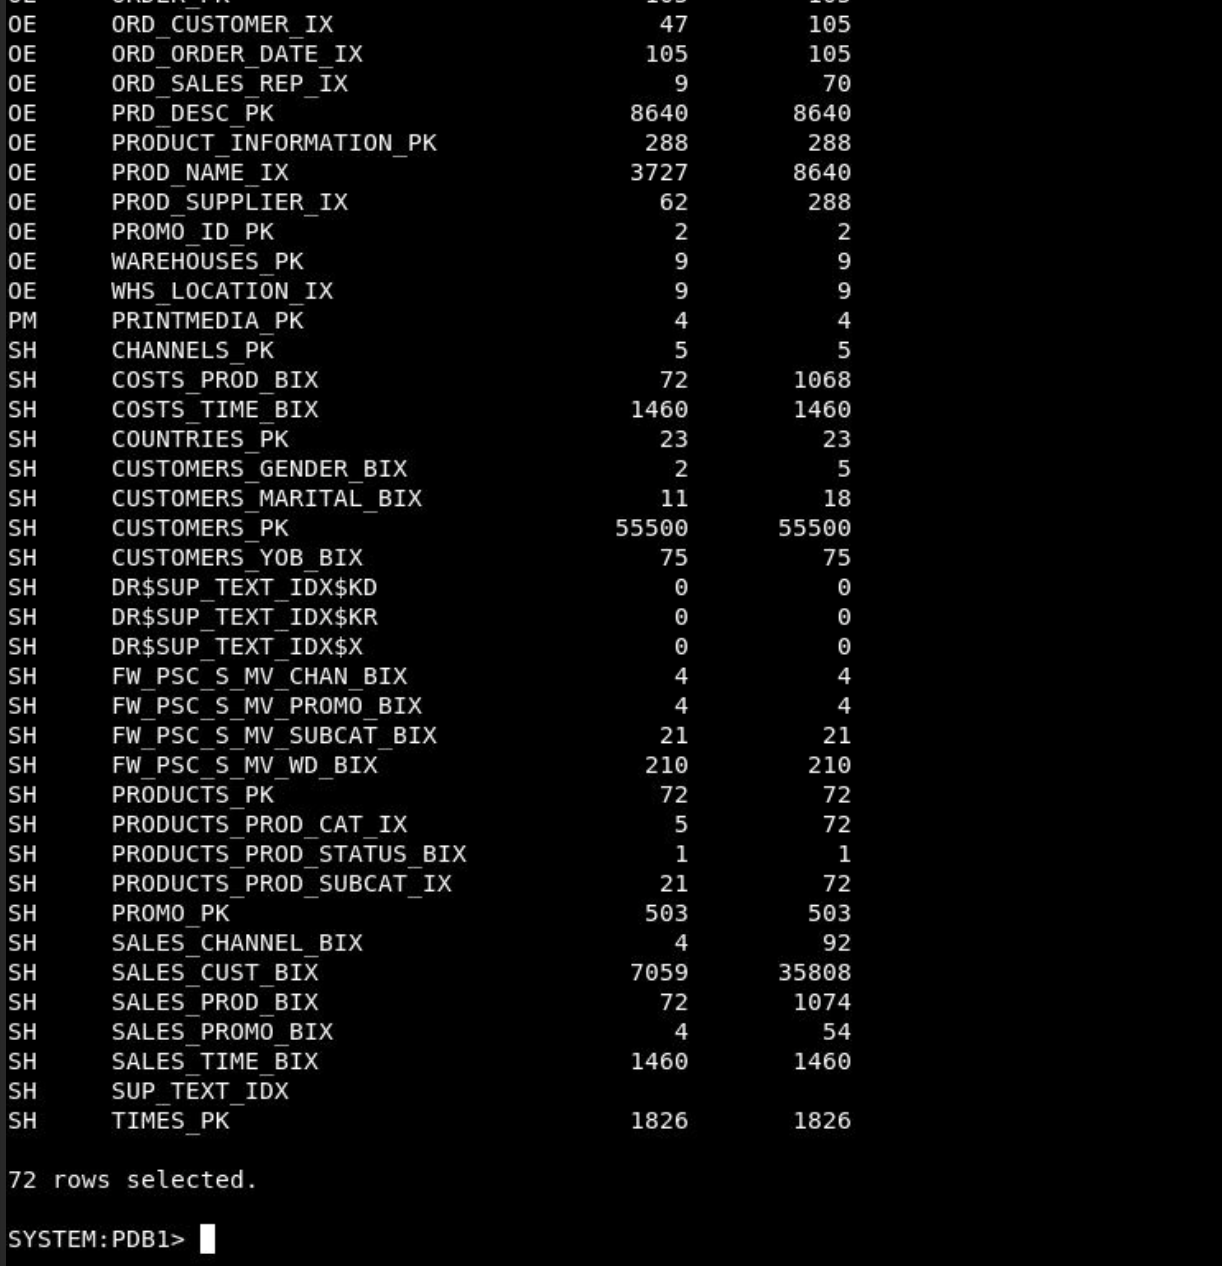 OE ORD_CUSTOMER_IX 47 105
OE ORD_ORDER_DATE_IX 105 105
OE ORD_SALES_REP_IX 9 70
OE PRD_DESC_PK 8640 8640
OE PRODUCT_INFORMATION_PK 288 288
OE PROD_NAME_IX 3727 8640
OE PROD_SUPPLIER_IX 62 288
OE PROMO_ID_PK 2 2
OE WAREHOUSES_PK 9 9
OE WHS_LOCATION_IX 9 9
PM PRINTMEDIA_PK 4 4
SH CHANNELS_PK 5 5
SH COSTS_PROD_BIX 72 1068
SH COSTS_TIME_BIX 1460 1460
SH COUNTRIES_PK 23 23
SH CUSTOMERS_GENDER_BIX 2 5
SH CUSTOMERS_MARITAL_BIX 11 18
SH CUSTOMERS_PK 55500 55500
SH CUSTOMERS_YOB_BIX 75 75
SH DR$SUP_TEXT_IDX$KD 0 0
SH DR$SUP_TEXT_IDX$KR 0 0
SH DR$SUP_TEXT_IDX$X 0 0
SH FW_PSC_S_MV_CHAN_BIX 4 4
SH FW_PSC_S_MV_PROMO_BIX 4 4
SH FW_PSC_S_MV_SUBCAT_BIX 21 21
SH FW_PSC_S_MV_WD_BIX 210 210
SH PRODUCTS_PK 72 72
SH PRODUCTS_PROD_CAT_IX 5 72
SH PRODUCTS_PROD_STATUS_BIX 1 1
SH PRODUCTS_PROD_SUBCAT_IX 21 72
SH PROMO_PK 503 503
SH SALES_CHANNEL_BIX 4 92
SH SALES_CUST_BIX 7059 35808
SH SALES_PROD_BIX 72 1074
SH SALES_PROMO_BIX 4 54
SH SALES_TIME_BIX 1460 1460
SH SUP_TEXT_IDX
SH TIMES_PK 1826 1826
72 rows selected.
SYSTEM:PDB1>